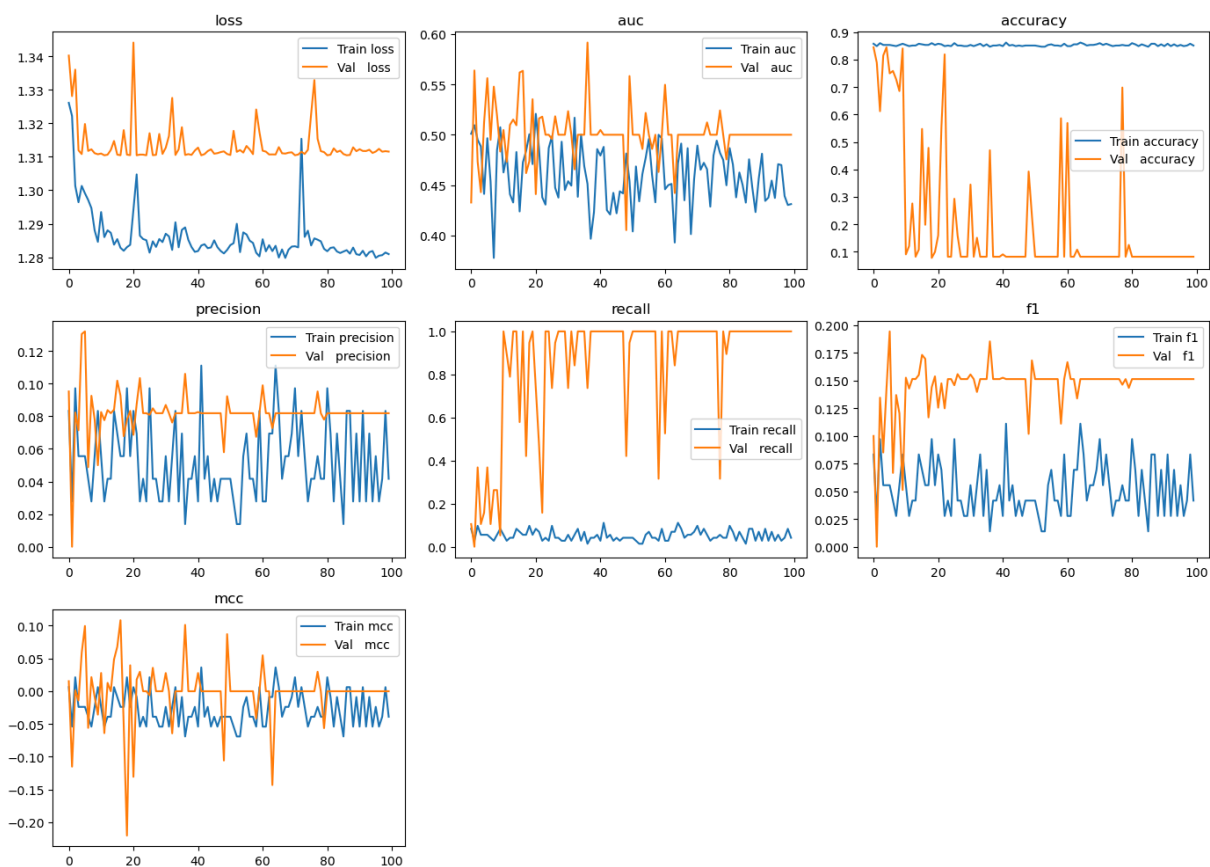 loss
1.34
1.33
1.32
1.31
1.30
1.29
1.28
0 20 40 60 80 100
Train loss
Val loss
auc
0.60
0.55
0.50
0.45
0.40
0 20 40 60 80 100
Train auc
Val auc
accuracy
0.9
0.8
0.7
0.6
0.5
0.4
0.3
0.2
0.1
0 20 40 60 80 100
Train accuracy
Val accuracy
precision
0.12
0.10
0.08
0.06
0.04
0.02
0.00
0 20 40 60 80 100
Train precision
Val precision
recall
1.0
0.8
0.6
0.4
0.2
0.0
0 20 40 60 80 100
Train recall
Val recall
f1
0.200
0.175
0.150
0.125
0.100
0.075
0.050
0.025
0.000
0 20 40 60 80 100
Train f1
Val f1
mcc
0.10
0.05
0.00
−0.05
−0.10
−0.15
−0.20
0 20 40 60 80 100
Train mcc
Val mcc